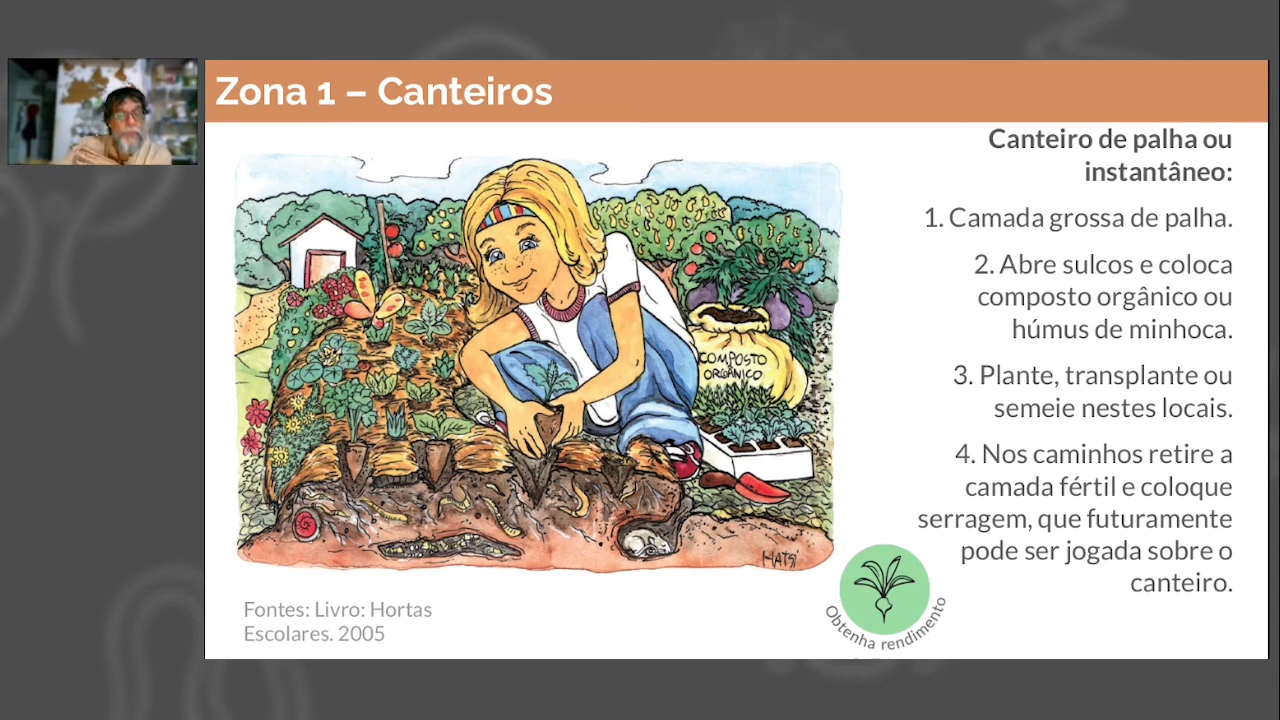 Zona 1 – Canteiros
Canteiro de palha ou
instantâneo:
1. Camada grossa de palha.
2. Abre sulcos e coloca
composto orgânico ou
húmus de minhoca.
3. Plante, transplante ou
semeie nestes locais.
4. Nos caminhos retire a
camada fértil e coloque
serragem, que futuramente
pode ser jogada sobre o
canteiro.
COMPOSTO
ORGÂNICO
HATSI
Fontes: Livro: Hortas
Escolares. 2005
Obtenha rendimento